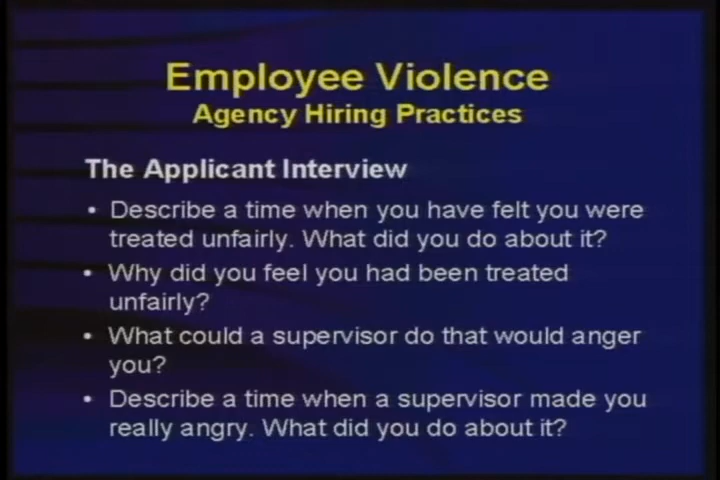 Employee Violence
Agency Hiring Practices
The Applicant Interview
• Describe a time when you have felt you were
treated unfairly. What did you do about it?
• Why did you feel you had been treated
unfairly?
• What could a supervisor do that would anger
you?
• Describe a time when a supervisor made you
really angry. What did you do about it?